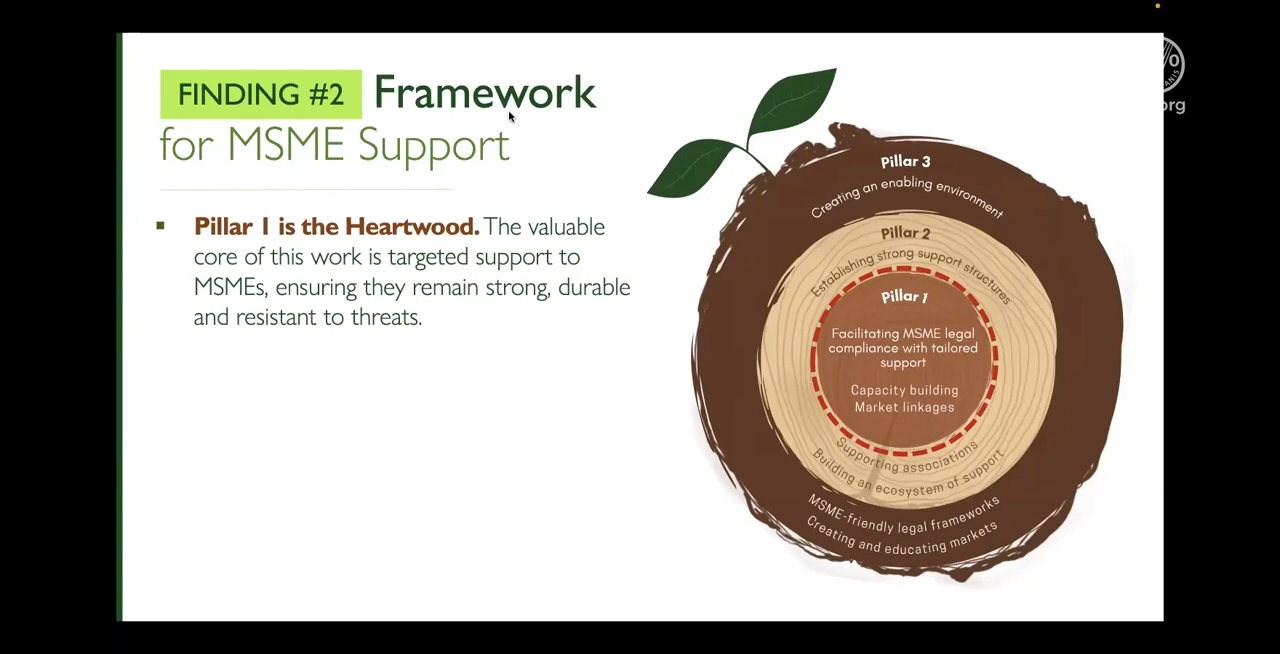 FINDING #2 Framework
for MSME Support
Pillar 1 is the Heartwood. The valuable
core of this work is targeted support to
MSMEs, ensuring they remain strong, durable
and resistant to threats.
Pillar 3
Creating an enabling environment
Pillar 2
Establishing strong support structures
Pillar 1
Facilitating MSME legal
compliance with tailored
support
Capacity building
Market linkages
Supporting associations
Building an ecosystem of support
MSME-friendly legal frameworks
Creating and educating markets
org